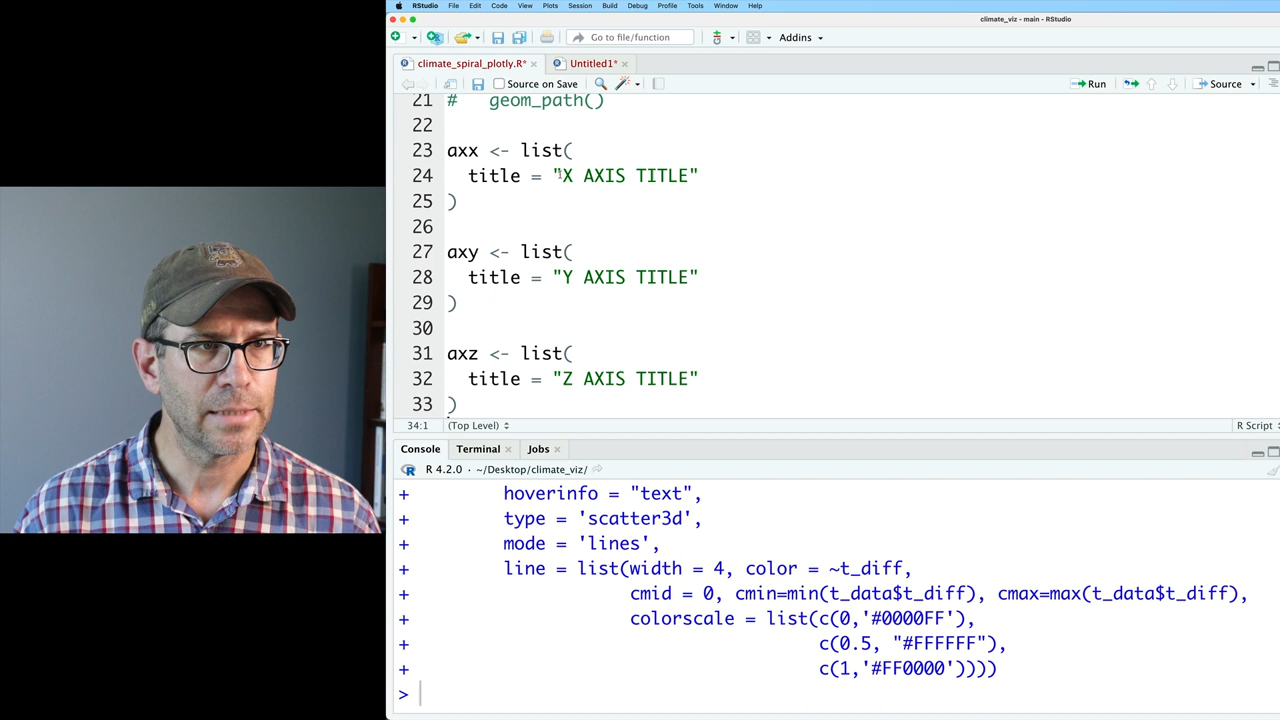 RStudio File Edit Code View Plots Session Build Debug Profile Tools Window Help
climate_viz - main - RStudio
Go to file/function Addins
climate_spiral_plotly.R* Untitled1*
Source on Save Run Source
21 # geom_path()
22
23 axx <- list(
24 title = "X AXIS TITLE"
25 )
26
27 axy <- list(
28 title = "Y AXIS TITLE"
29 )
30
31 axz <- list(
32 title = "Z AXIS TITLE"
33 )
34:1 (Top Level) R Script
Console Terminal Jobs
R 4.2.0 · ~/Desktop/climate_viz/
+ hoverinfo = "text",
+ type = 'scatter3d',
+ mode = 'lines',
+ line = list(width = 4, color = ~t_diff,
+ cmid = 0, cmin=min(t_data$t_diff), cmax=max(t_data$t_diff),
+ colorscale = list(c(0,'#0000FF'),
+ c(0.5, "#FFFFFF"),
+ c(1,'#FF0000'))))
>